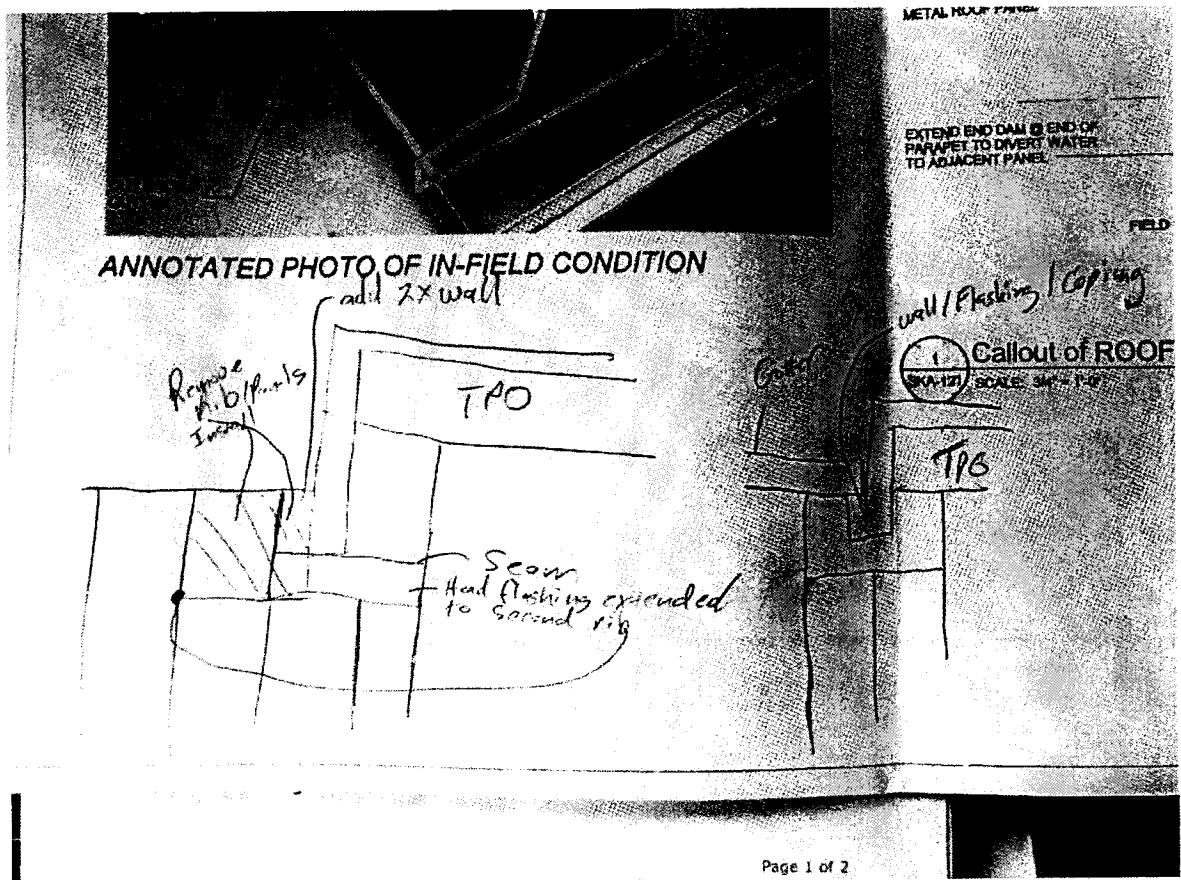 METAL ROOF PANEL
EXTEND END DAM @ END OF
PARAPET TO DIVERT WATER
TO ADJACENT PANEL
FIELD
ANNOTATED PHOTO OF IN-FIELD CONDITION
add 2x wall
Remove
Install
TPO
Seam
Head flashing extended
to second rib
wall / Flashing / Coping
1
SKA-121
Callout of ROOF
SCALE: 3/4" = 1'-0"
TPO
Page 1 of 2